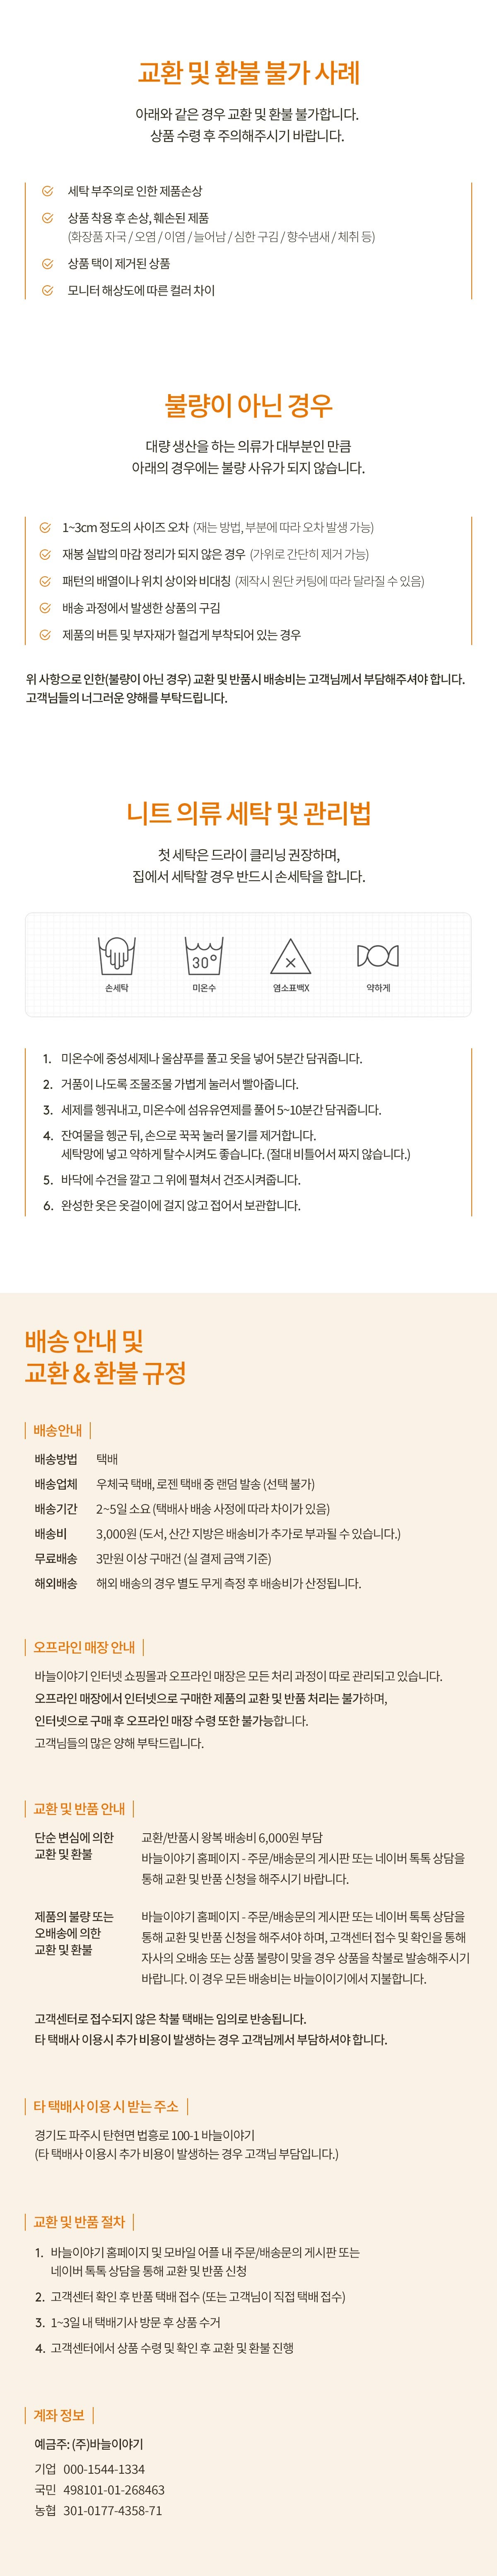 교환 및 환불 불가 사례
아래와 같은 경우 교환 및 환불 불가합니다.
상품 수령 후 주의해주시기 바랍니다.
세탁 부주의로 인한 제품손상
상품 착용 후 손상, 훼손된 제품
(화장품 자국 / 오염 / 이염 / 늘어남 / 심한 구김 / 향수냄새 / 체취 등)
상품 택이 제거된 상품
모니터 해상도에 따른 컬러 차이
불량이 아닌 경우
대량 생산을 하는 의류가 대부분인 만큼
아래의 경우에는 불량 사유가 되지 않습니다.
1~3cm 정도의 사이즈 오차 (재는 방법, 부분에 따라 오차 발생 가능)
재봉 실밥의 마감 정리가 되지 않은 경우 (가위로 간단히 제거 가능)
패턴의 배열이나 위치 상이와 비대칭 (제작시 원단 커팅에 따라 달라질 수 있음)
배송 과정에서 발생한 상품의 구김
제품의 버튼 및 부자재가 헐겁게 부착되어 있는 경우
위 사항으로 인한(불량이 아닌 경우) 교환 및 반품시 배송비는 고객님께서 부담해주셔야 합니다.
고객님들의 너그러운 양해를 부탁드립니다.
니트 의류 세탁 및 관리법
첫 세탁은 드라이 클리닝 권장하며,
집에서 세탁할 경우 반드시 손세탁을 합니다.
30°
손세탁 미온수 염소표백X 약하게
1. 미온수에 중성세제나 울샴푸를 풀고 옷을 넣어 5분간 담궈줍니다.
2. 거품이 나도록 조물조물 가볍게 눌러서 빨아줍니다.
3. 세제를 헹궈내고, 미온수에 섬유유연제를 풀어 5~10분간 담궈줍니다.
4. 잔여물을 헹군 뒤, 손으로 꾹꾹 눌러 물기를 제거합니다.
세탁망에 넣고 약하게 탈수시켜도 좋습니다. (절대 비틀어서 짜지 않습니다.)
5. 바닥에 수건을 깔고 그 위에 펼쳐서 건조시켜줍니다.
6. 완성한 옷은 옷걸이에 걸지 않고 접어서 보관합니다.
배송 안내 및
교환 & 환불 규정
배송안내
배송방법 택배
배송업체 우체국 택배, 로젠 택배 중 랜덤 발송 (선택 불가)
배송기간 2~5일 소요 (택배사 배송 사정에 따라 차이가 있음)
배송비 3,000원 (도서, 산간 지방은 배송비가 추가로 부과될 수 있습니다.)
무료배송 3만원 이상 구매건 (실 결제 금액 기준)
해외배송 해외 배송의 경우 별도 무게 측정 후 배송비가 산정됩니다.
오프라인 매장 안내
바늘이야기 인터넷 쇼핑몰과 오프라인 매장은 모든 처리 과정이 따로 관리되고 있습니다.
오프라인 매장에서 인터넷으로 구매한 제품의 교환 및 반품 처리는 불가하며,
인터넷으로 구매 후 오프라인 매장 수령 또한 불가능합니다.
고객님들의 많은 양해 부탁드립니다.
교환 및 반품 안내
단순 변심에 의한
교환 및 환불
교환/반품시 왕복 배송비 6,000원 부담
바늘이야기 홈페이지 - 주문/배송문의 게시판 또는 네이버 톡톡 상담을
통해 교환 및 반품 신청을 해주시기 바랍니다.
제품의 불량 또는
오배송에 의한
교환 및 환불
바늘이야기 홈페이지 - 주문/배송문의 게시판 또는 네이버 톡톡 상담을
통해 교환 및 반품 신청을 해주셔야 하며, 고객센터 접수 및 확인을 통해
자사의 오배송 또는 상품 불량이 맞을 경우 상품을 착불로 발송해주시기
바랍니다. 이 경우 모든 배송비는 바늘이이기에서 지불합니다.
고객센터로 접수되지 않은 착불 택배는 임의로 반송됩니다.
타 택배사 이용시 추가 비용이 발생하는 경우 고객님께서 부담하셔야 합니다.
타 택배사 이용 시 받는 주소
경기도 파주시 탄현면 법흥로 100-1 바늘이야기
(타 택배사 이용시 추가 비용이 발생하는 경우 고객님 부담입니다.)
교환 및 반품 절차
1. 바늘이야기 홈페이지 및 모바일 어플 내 주문/배송문의 게시판 또는
네이버 톡톡 상담을 통해 교환 및 반품 신청
2. 고객센터 확인 후 반품 택배 접수 (또는 고객님이 직접 택배 접수)
3. 1~3일 내 택배기사 방문 후 상품 수거
4. 고객센터에서 상품 수령 및 확인 후 교환 및 환불 진행
계좌 정보
예금주: (주)바늘이야기
기업 000-1544-1334
국민 498101-01-268463
농협 301-0177-4358-71